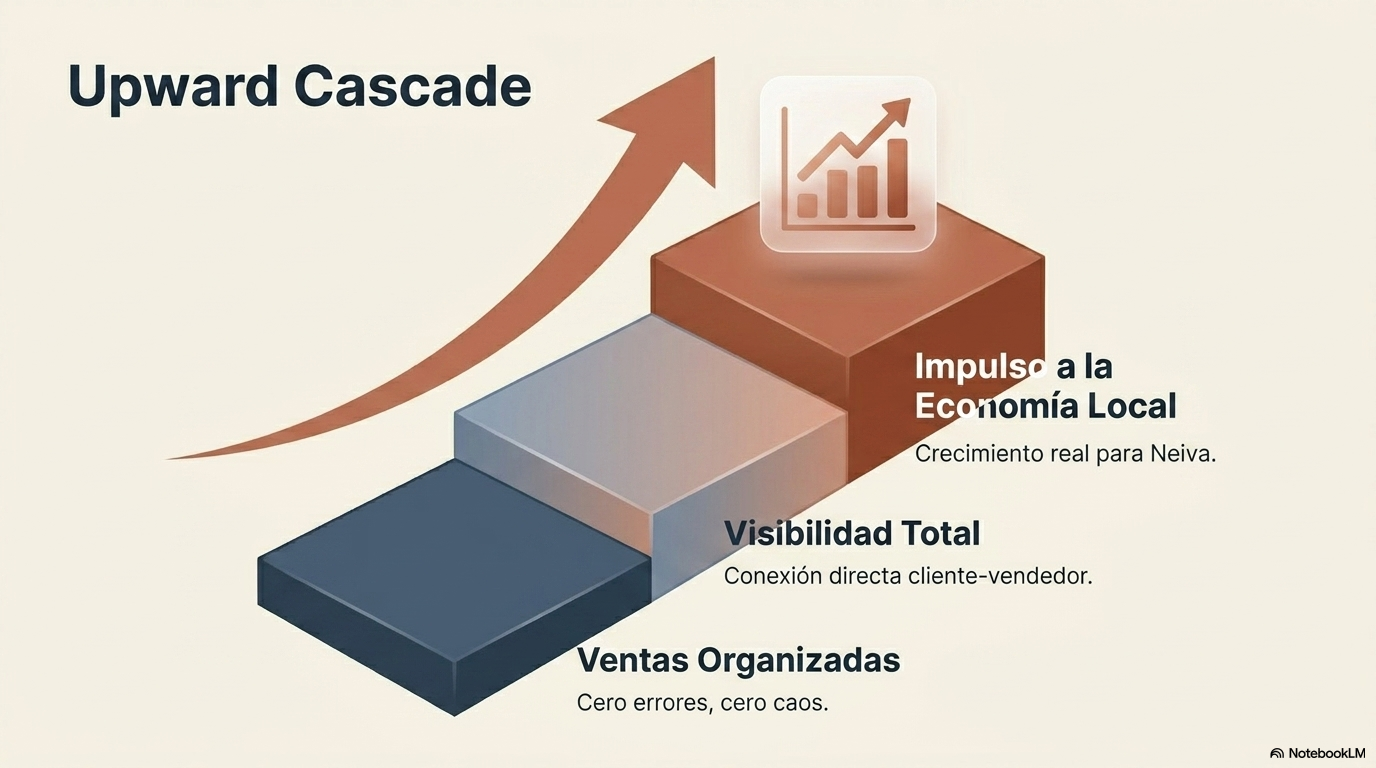 Upward Cascade
Impulso a la
Economía Local
Crecimiento real para Neiva.
Visibilidad Total
Conexión directa cliente-vendedor.
Ventas Organizadas
Cero errores, cero caos.
NotebookLM